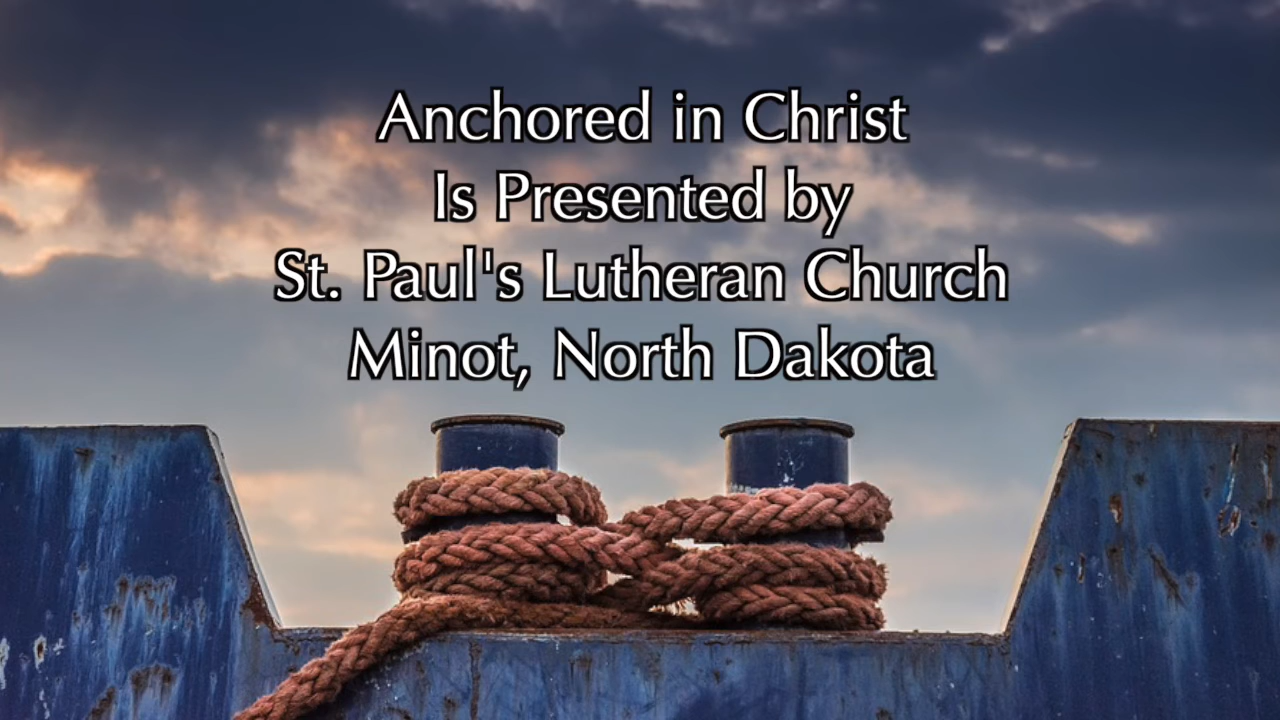 Anchored in Christ
Is Presented by
St. Paul's Lutheran Church
Minot, North Dakota